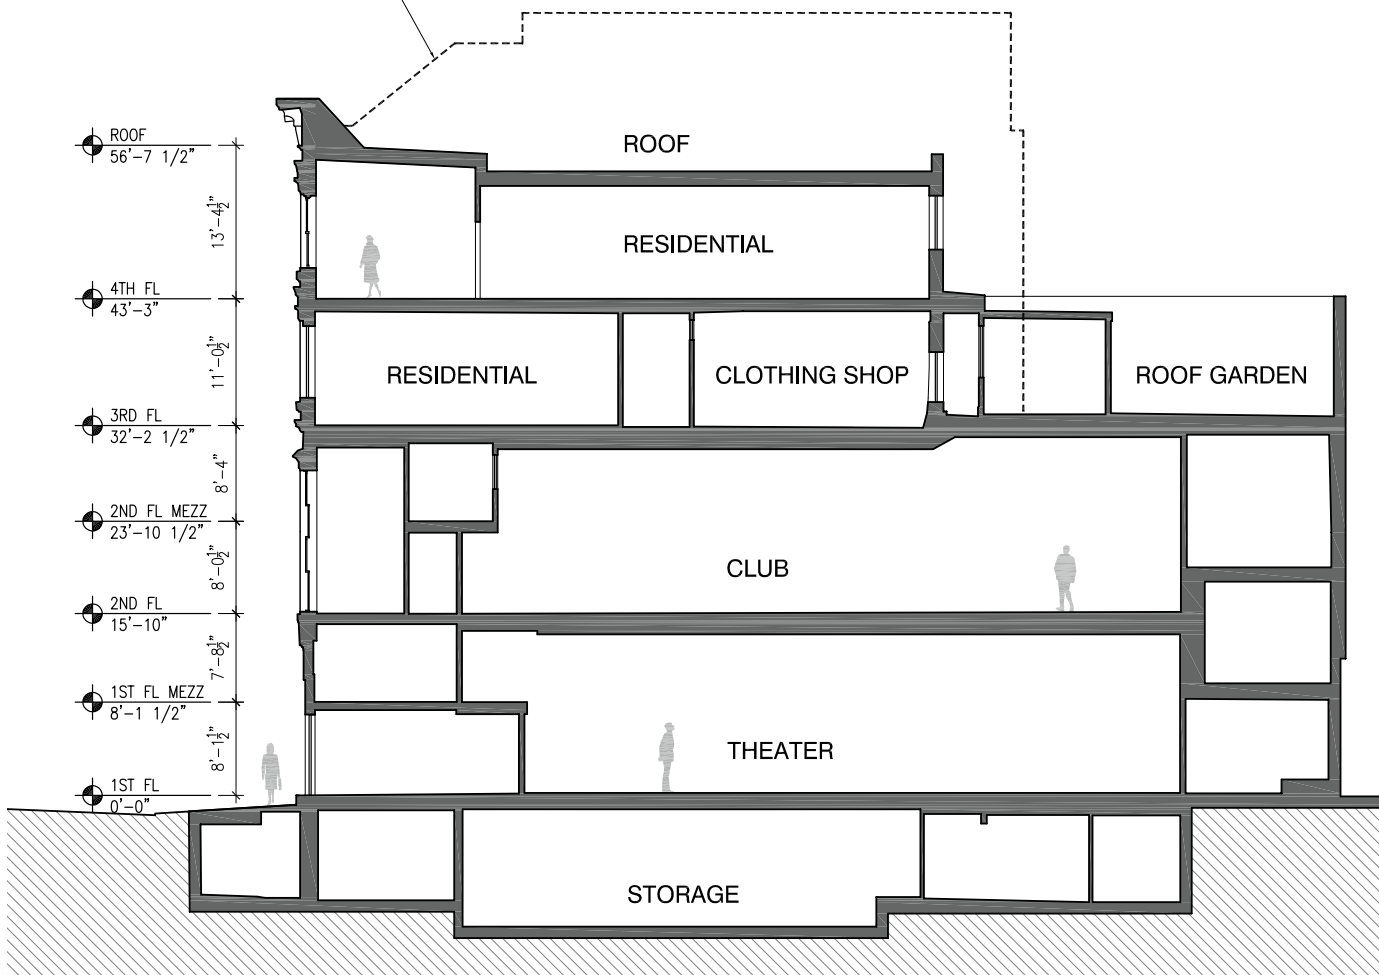 ROOF
56'-7 1/2"
ROOF
13'-4½"
RESIDENTIAL
4TH FL
43'-3"
11'-0½"
RESIDENTIAL
CLOTHING SHOP
ROOF GARDEN
3RD FL
32'-2 1/2"
8'-4"
2ND FL MEZZ
23'-10 1/2"
8'-0½"
CLUB
2ND FL
15'-10"
7'-8½"
1ST FL MEZZ
8'-1 1/2"
8'-1½"
THEATER
1ST FL
0'-0"
STORAGE